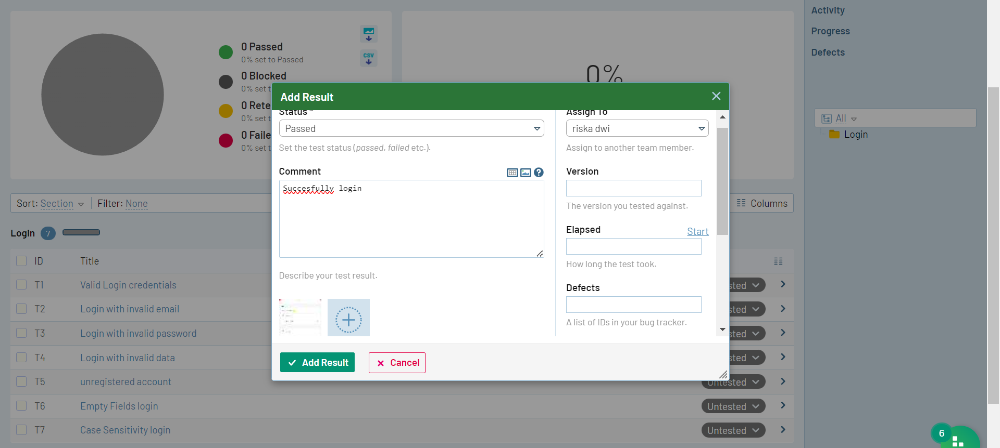 Activity
Progress
Defects
0 Passed
0% set to Passed
0 Blocked
0% set t
0 Rete
0% set t
0 Faile
0% set t
CSV
0%
All
Login
Add Result
Status *
Passed
Set the test status (passed, failed etc.).
Comment
Succesfully login
Describe your test result.
Assign To
riska dwi
Assign to another team member.
Version
The version you tested against.
Elapsed
Start
How long the test took.
Defects
A list of IDs in your bug tracker.
Add Result
Cancel
Sort: Section
Filter: None
Columns
Login 7
ID Title
T1 Valid Login credentials sted
T2 Login with invalid email sted
T3 Login with invalid password sted
T4 Login with invalid data sted
T5 unregistered account Untested
T6 Empty Fields login Untested
T7 Case Sensitivity login Untested
6